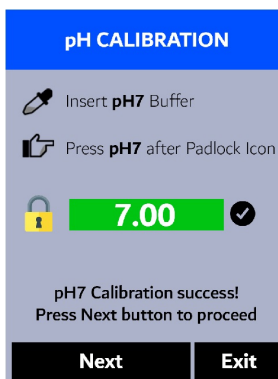 pH CALIBRATION
Insert pH7 Buffer
Press pH7 after Padlock Icon
7.00
pH7 Calibration success!
Press Next button to proceed
Next Exit